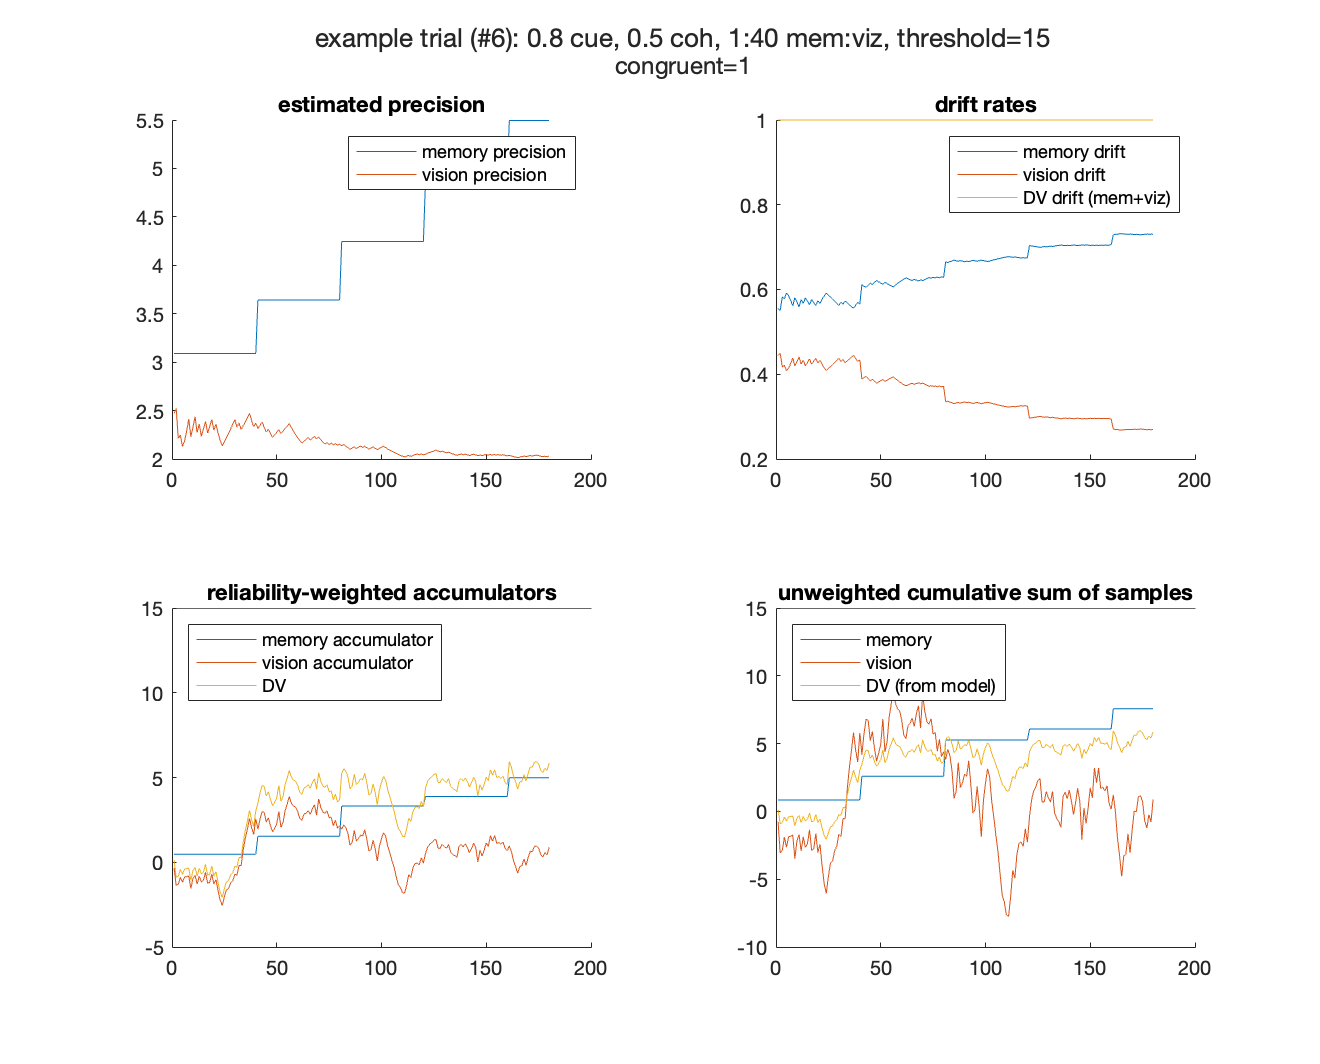 example trial (#6): 0.8 cue, 0.5 coh, 1:40 mem:viz, threshold=15
congruent=1
estimated precision
5.5
5
4.5
4
3.5
3
2.5
2
0 50 100 150 200
memory precision
vision precision
drift rates
1
0.8
0.6
0.4
0.2
0 50 100 150 200
memory drift
vision drift
DV drift (mem+viz)
reliability-weighted accumulators
15
10
5
0
-5
0 50 100 150 200
memory accumulator
vision accumulator
DV
unweighted cumulative sum of samples
15
10
5
0
-5
-10
0 50 100 150 200
memory
vision
DV (from model)